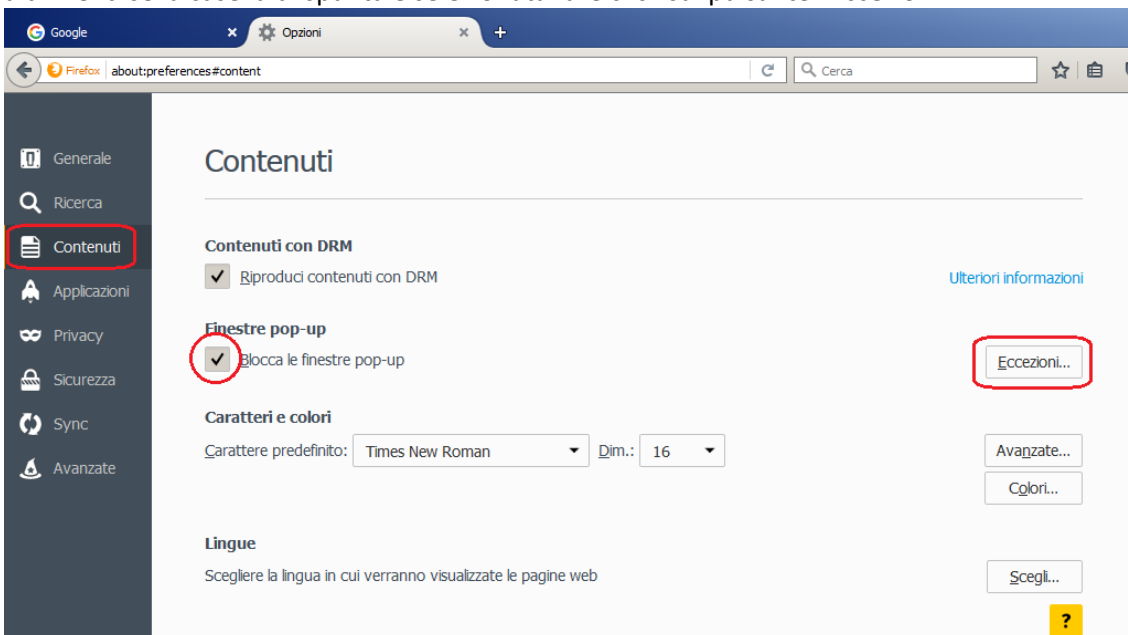 Google
Opzioni
Firefox about:preferences#content
Cerca
Generale
Ricerca
Contenuti
Applicazioni
Privacy
Sicurezza
Sync
Avanzate
Contenuti
Contenuti con DRM
Riproduci contenuti con DRM Ulteriori informazioni
Finestre pop-up
Blocca le finestre pop-up Eccezioni...
Caratteri e colori
Carattere predefinito: Times New Roman Dim.: 16 Avanzate...
Colori...
Lingue
Scegliere la lingua in cui verranno visualizzate le pagine web Scegli...
?